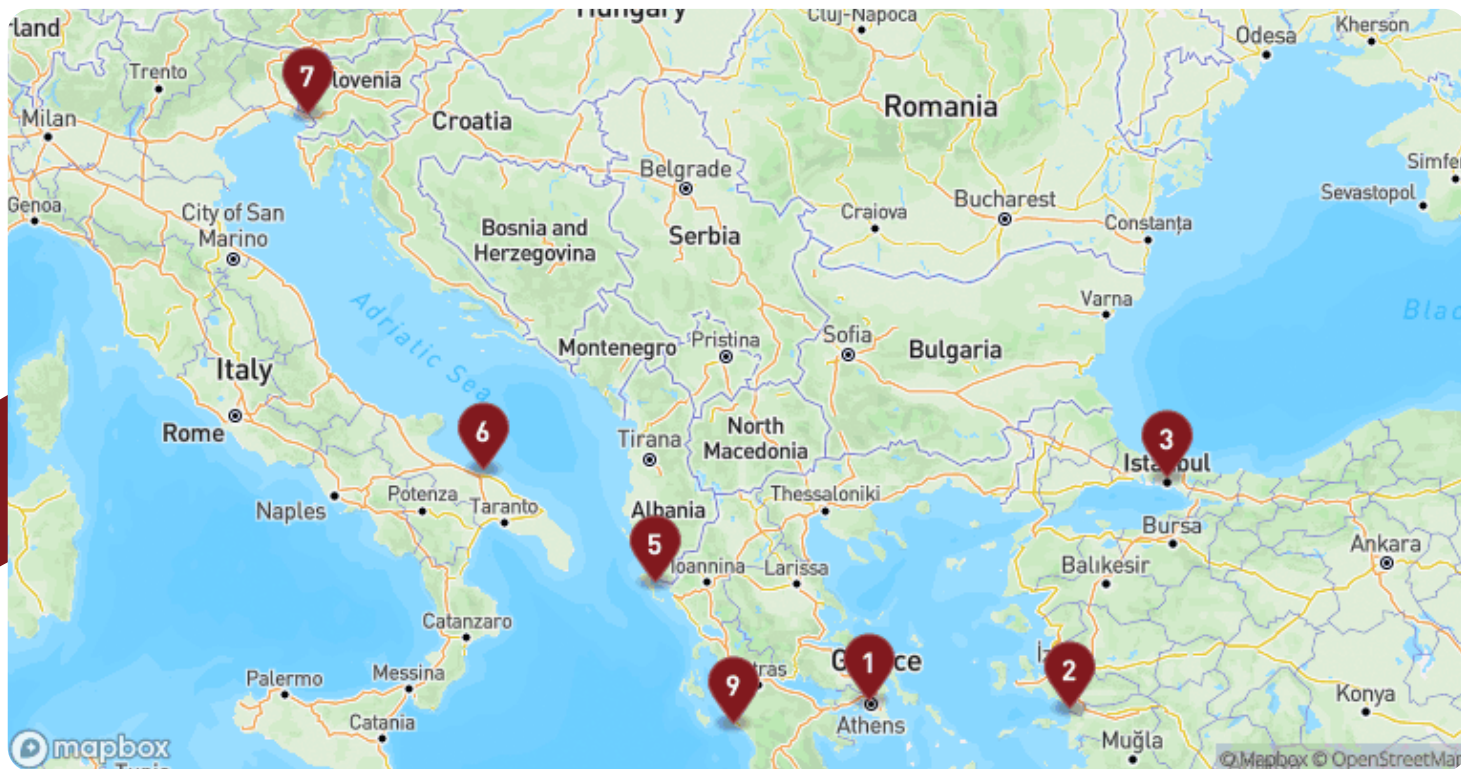 Hungary
Cluj-Napoca
Kherson
rland
Odesa
Trento
7
lovenia
Romania
Milan
Croatia
Simfe
Belgrade
Sevastopol
Genoa
City of San
Marino
Craiova
Bucharest
Constanța
Bosnia and
Herzegovina
Serbia
Adriatic Sea
Varna
Blac
Montenegro
Pristina
Sofia
Bulgaria
Italy
Rome
6
Tirana
North
Macedonia
3
Istanbul
Naples
Potenza
Taranto
Albania
Thessaloniki
Bursa
5
Ioannina
Larissa
Balıkesir
Ankara
Catanzaro
Palermo
Messina
9
tras
1
Greece
Athens
İz
2
Konya
Catania
Muğla
mapbox
© Mapbox © OpenStreetMap